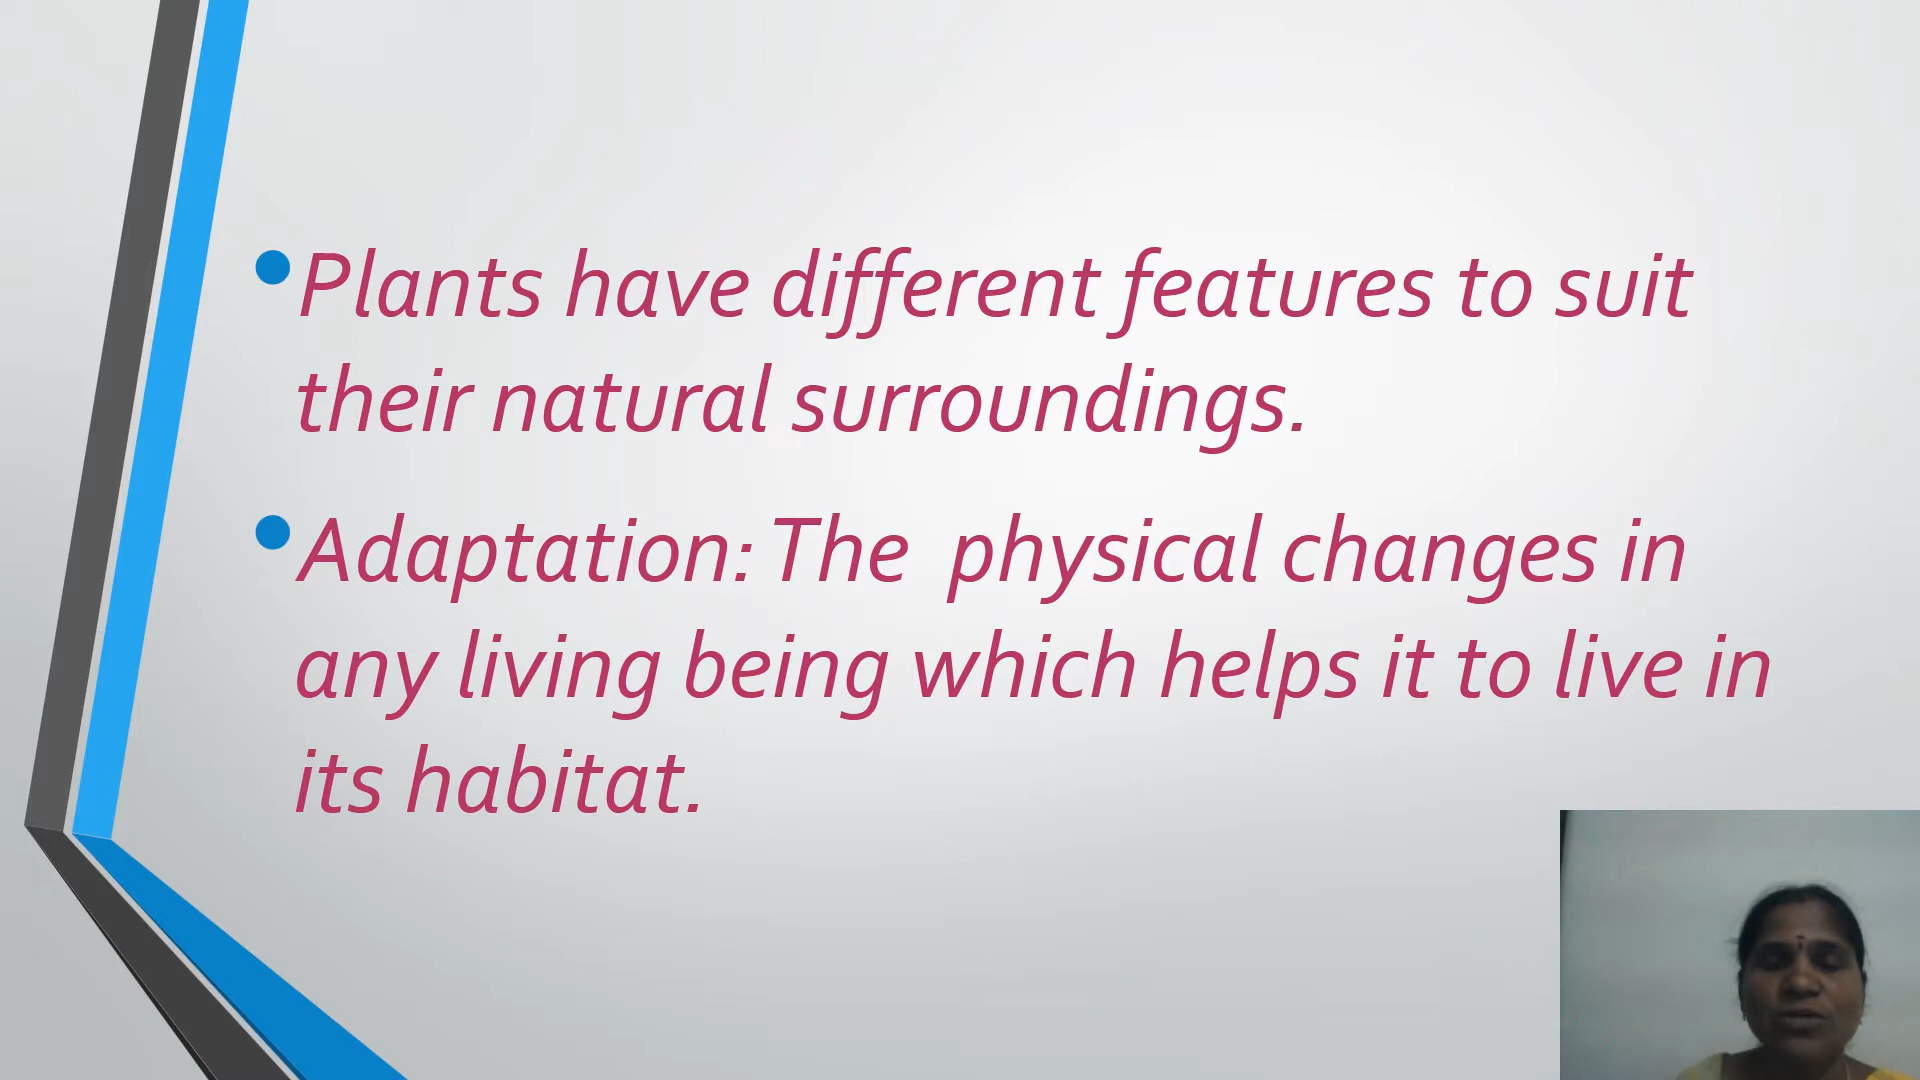 Plants have different features to suit
their natural surroundings.
Adaptation: The  physical changes in
any living being which helps it to live in
its habitat.